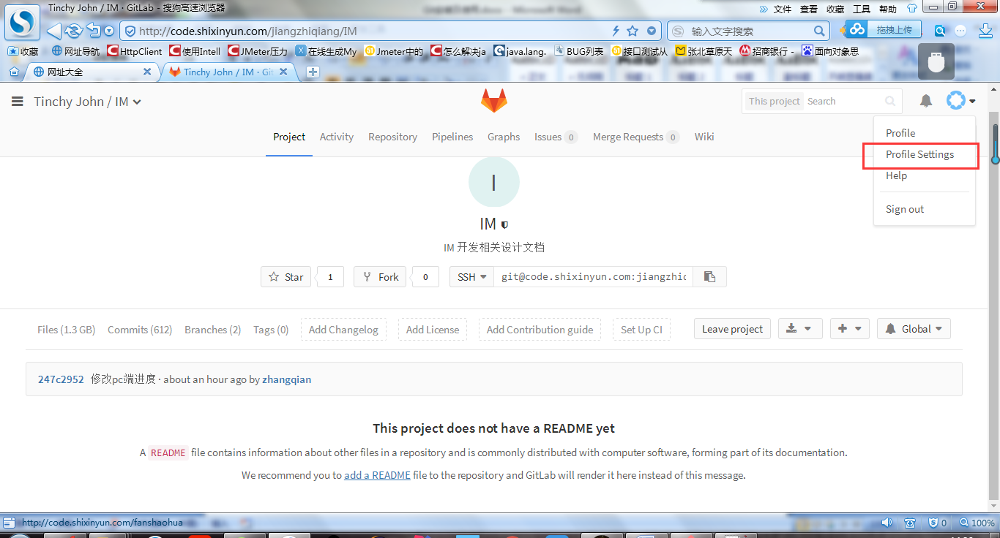 Tinchy John / IM · GitLab - 搜狗高速浏览器
文件 查看 收藏 工具 帮助
http://code.shixinyun.com/jiangzhiqiang/IM
输入文字搜索
拖拽上传
收藏 网址导航 HttpClient 使用Intell JMeter压力 在线生成My Jmeter中的 怎么解决ja java.lang. BUG列表 接口测试从 张北草原天 招商银行 - 面向对象思
网址大全 Tinchy John / IM · Git
Tinchy John / IM
This project Search
Project Activity Repository Pipelines Graphs Issues 0 Merge Requests 0 Wiki
Profile
Profile Settings
Help
Sign out
I
IM
IM 开发相关设计文档
Star 1 Fork 0 SSH git@code.shixinyun.com:jiangzhic
Files (1.3 GB) Commits (612) Branches (2) Tags (0) Add Changelog Add License Add Contribution guide Set Up CI Leave project Global
247c2952 修改pc端进度 · about an hour ago by zhangqian
This project does not have a README yet
A README file contains information about other files in a repository and is commonly distributed with computer software, forming part of its documentation.
We recommend you to add a README file to the repository and GitLab will render it here instead of this message.
http://code.shixinyun.com/fanshaohua
0 100%